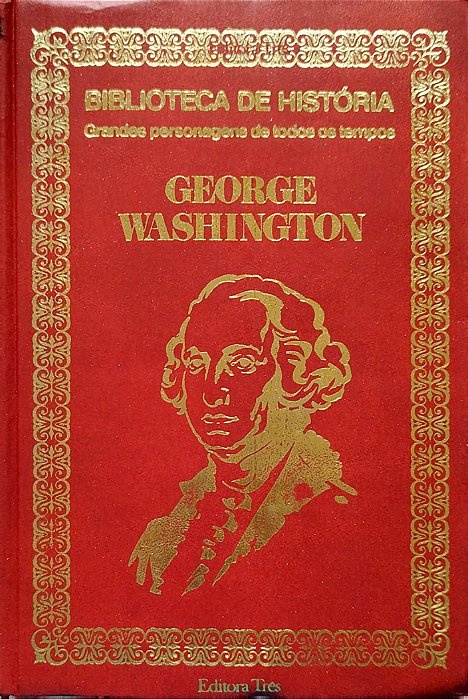 BIBLIOTECA DE HISTÓRIA
Grandes personagens de todos os tempos
GEORGE
WASHINGTON
Editora Três